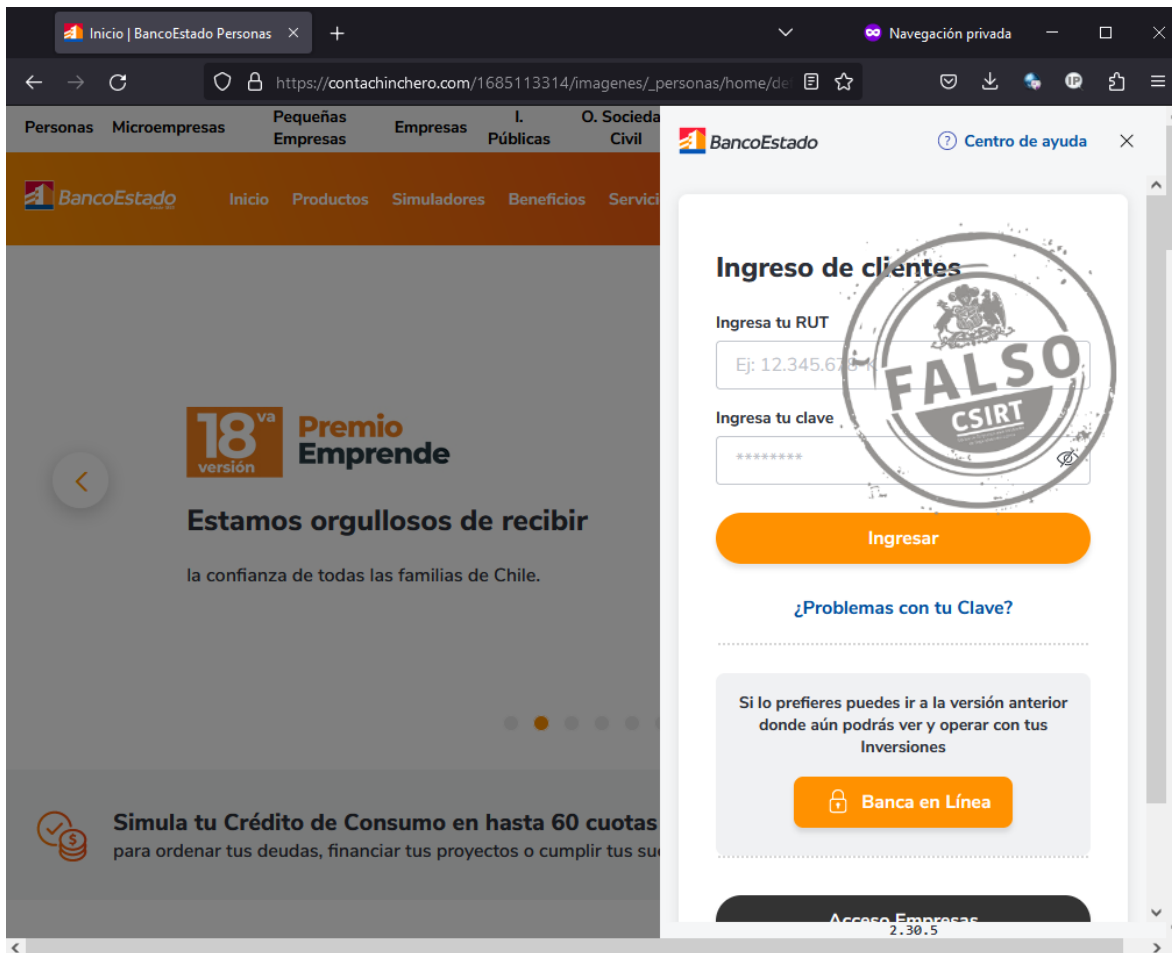 Inicio | BancoEstado Personas
Navegación privada
https://contachinchero.com/1685113314/imagenes/_personas/home/de
Personas Microempresas Pequeñas Empresas Empresas I. Públicas O. Socieda Civil
BancoEstado
Inicio Productos Simuladores Beneficios Servici
18va versión
Premio
Emprende
Estamos orgullosos de recibir
la confianza de todas las familias de Chile.
Simula tu Crédito de Consumo en hasta 60 cuotas
para ordenar tus deudas, financiar tus proyectos o cumplir tus su
BancoEstado
Centro de ayuda
Ingreso de clientes
Ingresa tu RUT
Ej: 12.345.678-K
FALSO
CSIRT
Ingresa tu clave
********
Ingresar
¿Problemas con tu Clave?
Si lo prefieres puedes ir a la versión anterior
donde aún podrás ver y operar con tus
Inversiones
Banca en Línea
Acceso Empresas
2.30.5